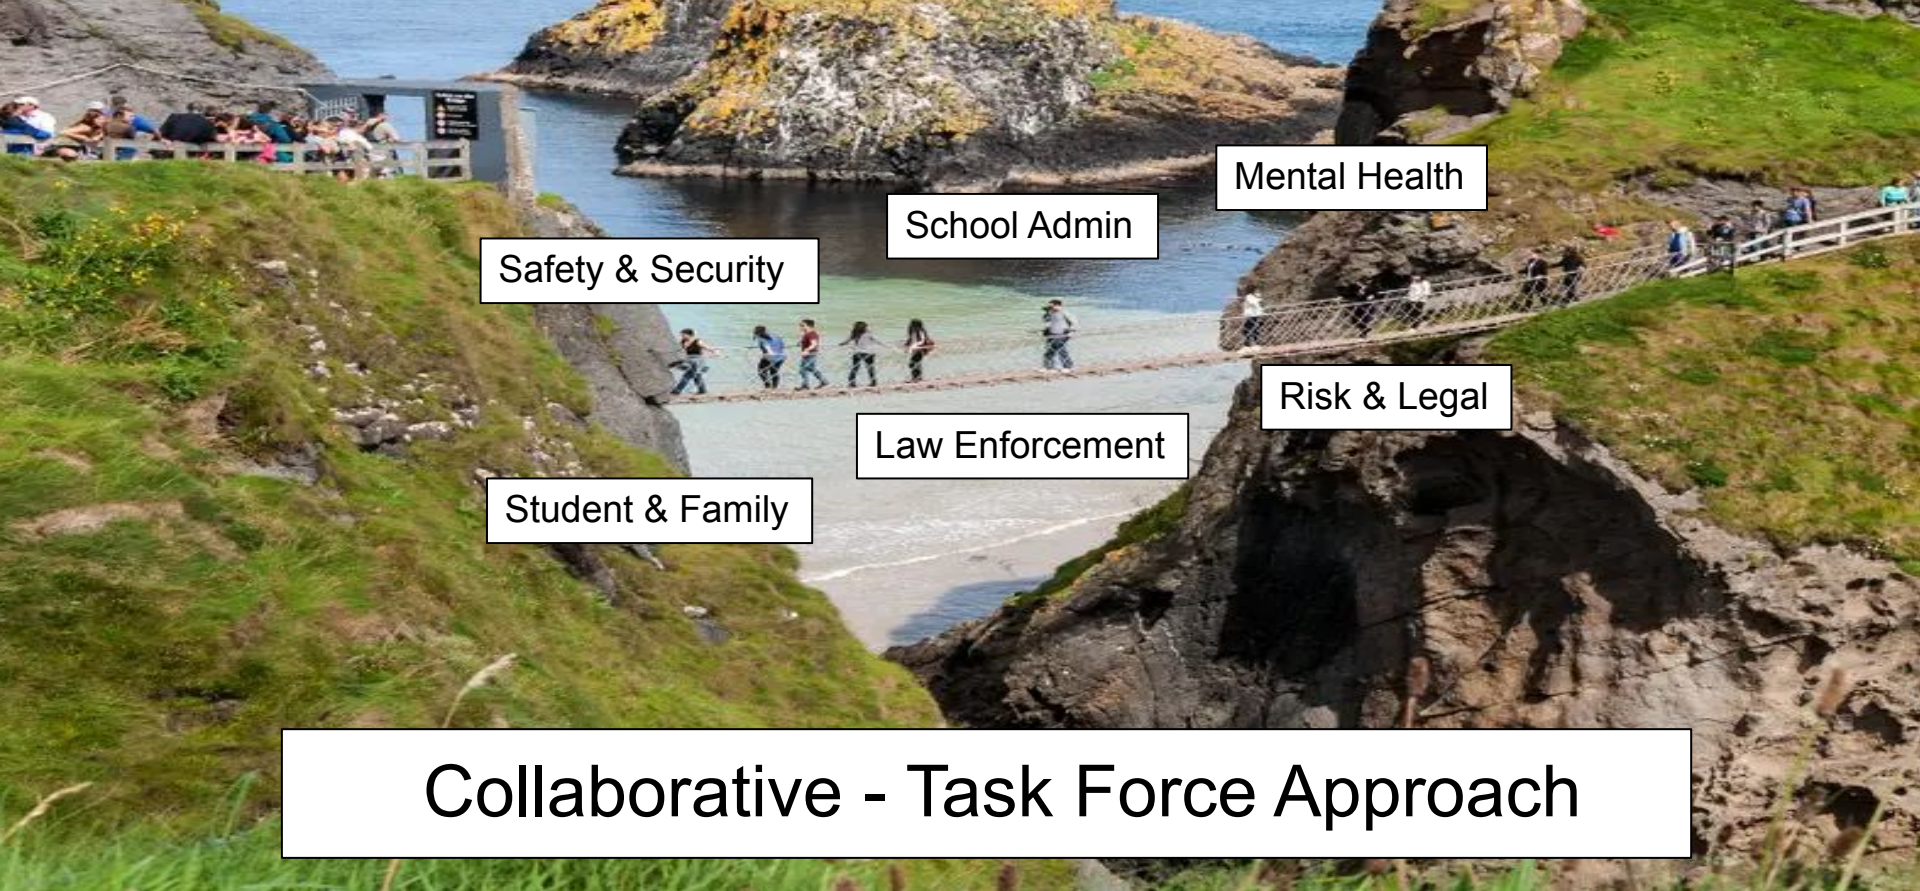 Mental Health
School Admin
Safety & Security
Risk & Legal
Law Enforcement
Student & Family
Collaborative - Task Force Approach